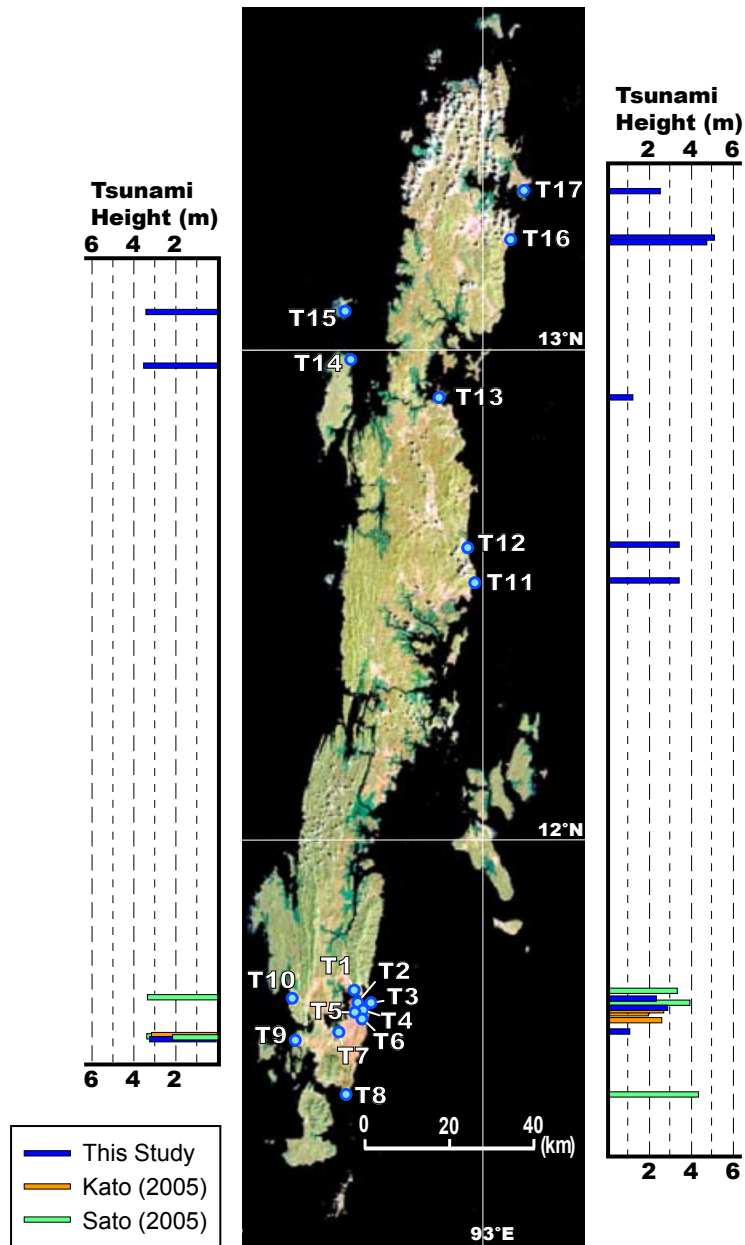 Tsunami
Height (m)
2 4 6
T17
Tsunami
Height (m)
6 4 2
T16
T15
13°N
T14
T13
T12
T11
12°N
T1
T2
T10
T3
T5
T4
T9
T6
T7
6 4 2
T8
0 20 40
(km)
2 4 6
This Study
Kato (2005)
Sato (2005)
93°E